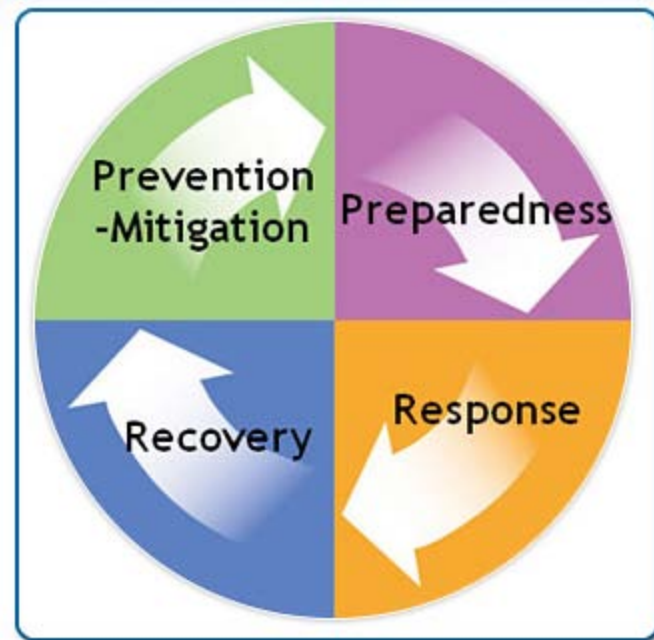 Prevention
-Mitigation
Preparedness
Response
Recovery